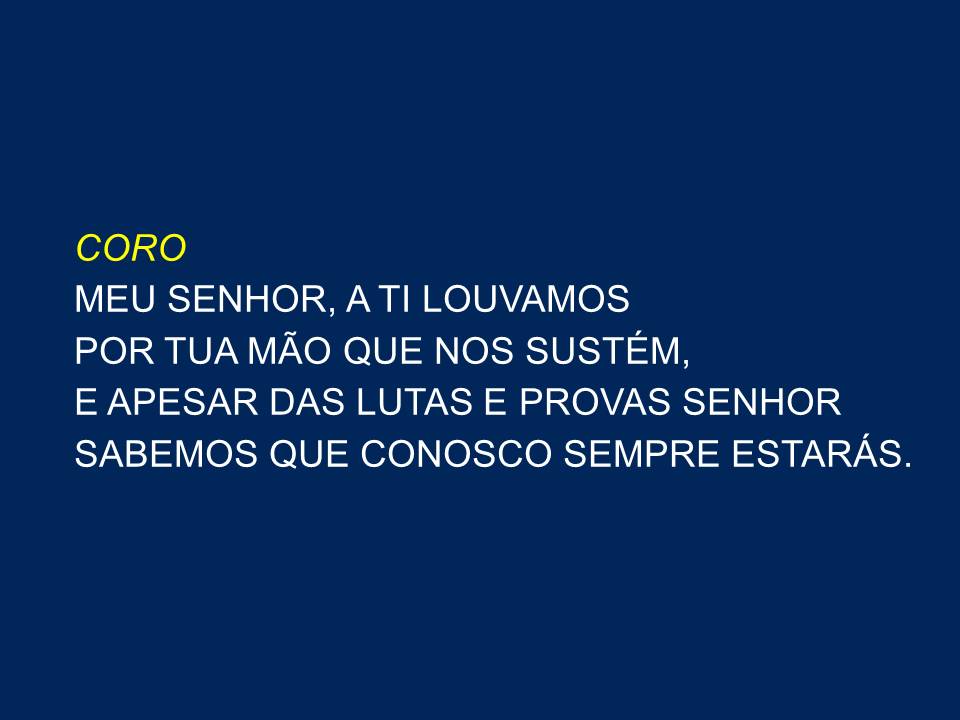 CORO
MEU SENHOR, A TI LOUVAMOS
POR TUA MÃO QUE NOS SUSTÉM,
E APESAR DAS LUTAS E PROVAS SENHOR
SABEMOS QUE CONOSCO SEMPRE ESTARÁS.